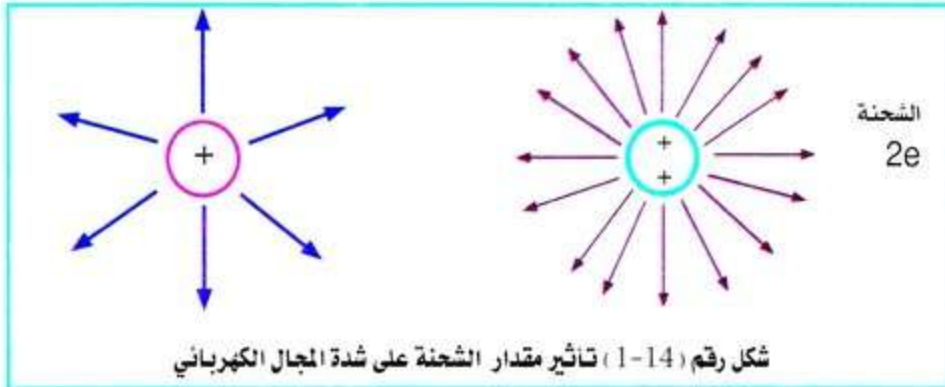 +
+
+
الشحنة
2e
شكل رقم (14-1) تأثير مقدار الشحنة على شدة المجال الكهربائي